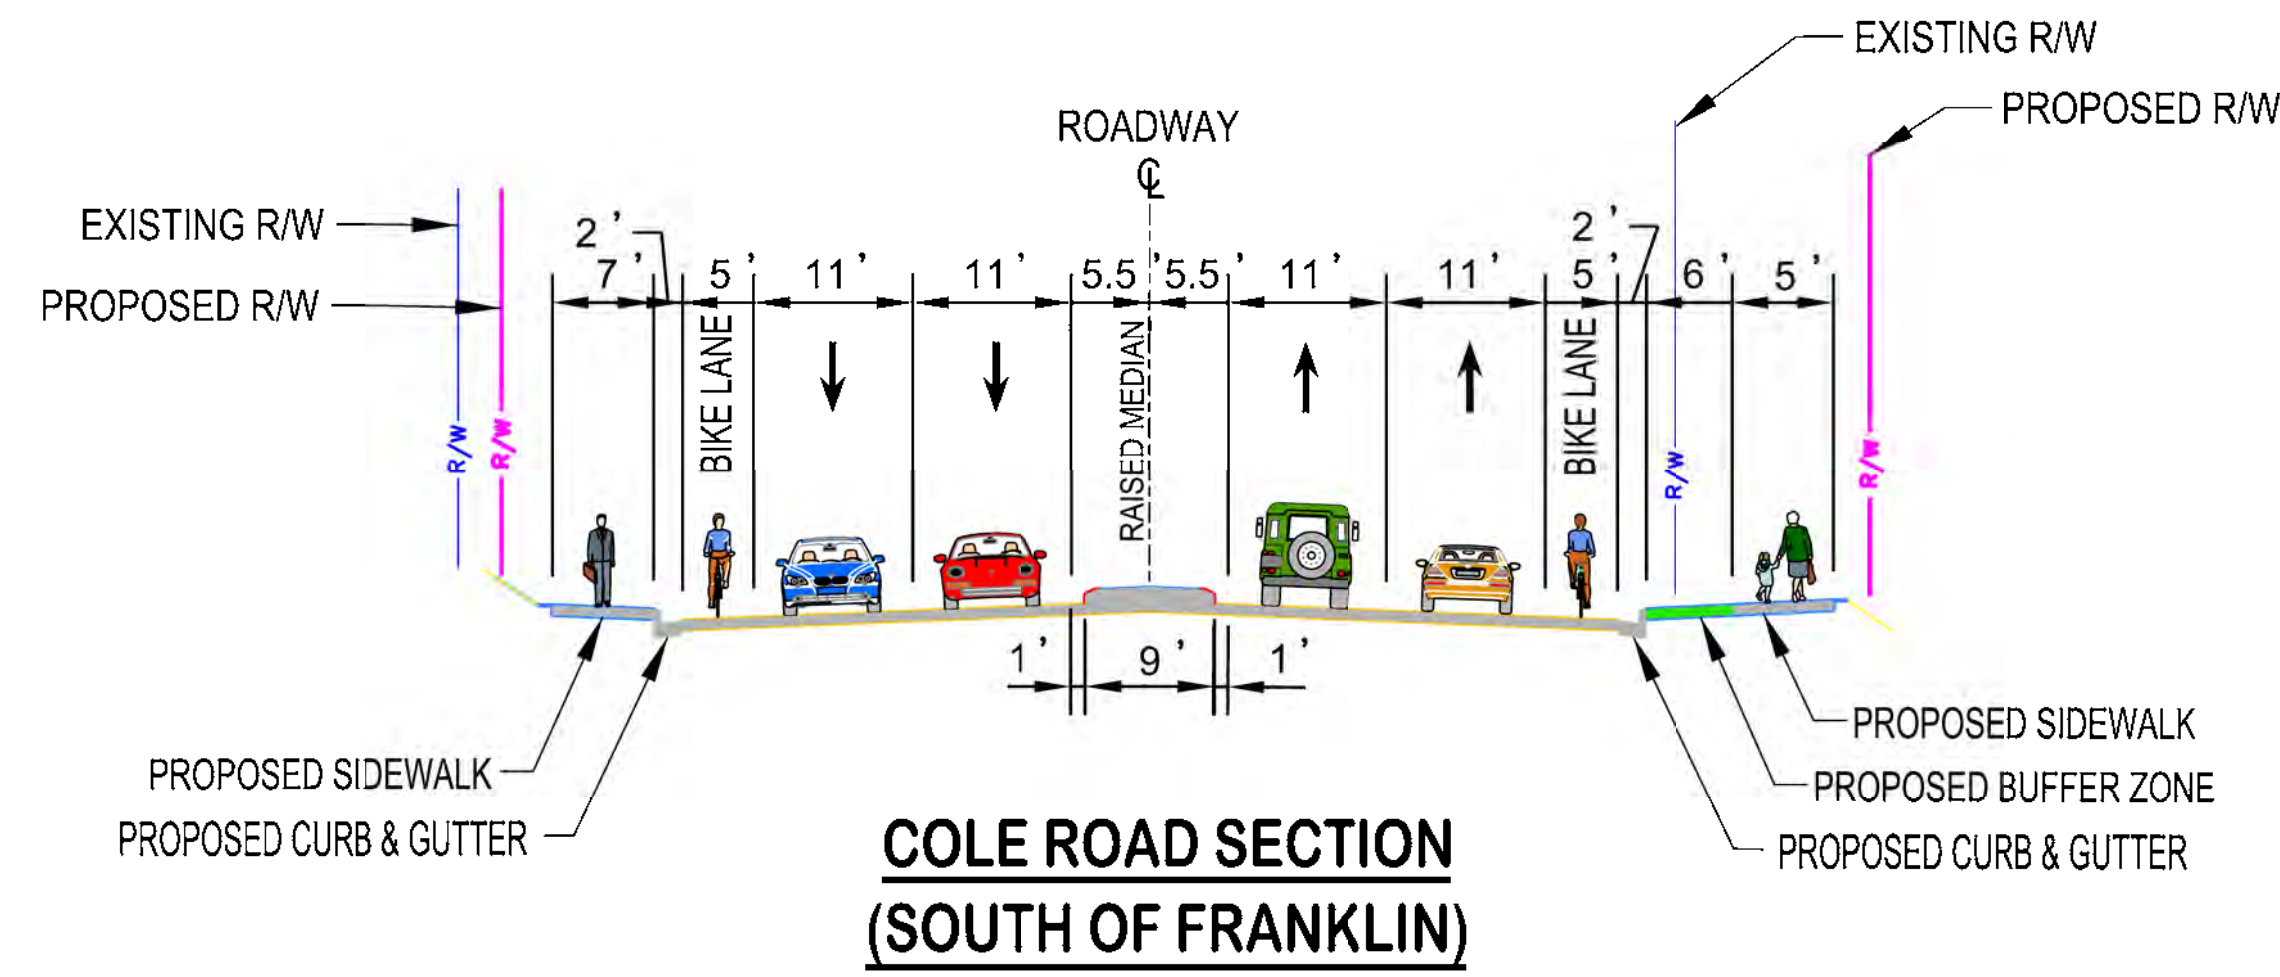 EXISTING R/W
PROPOSED R/W
ROADWAY
CL
EXISTING R/W
PROPOSED R/W
2'
2'
7'
5'
11'
11'
5.5'
5.5'
11'
11'
5'
6'
5'
BIKE LANE
RAISED MEDIAN
BIKE LANE
R/W
R/W
R/W
R/W
1'
9'
1'
PROPOSED SIDEWALK
PROPOSED CURB & GUTTER
PROPOSED SIDEWALK
PROPOSED BUFFER ZONE
PROPOSED CURB & GUTTER
COLE ROAD SECTION
(SOUTH OF FRANKLIN)